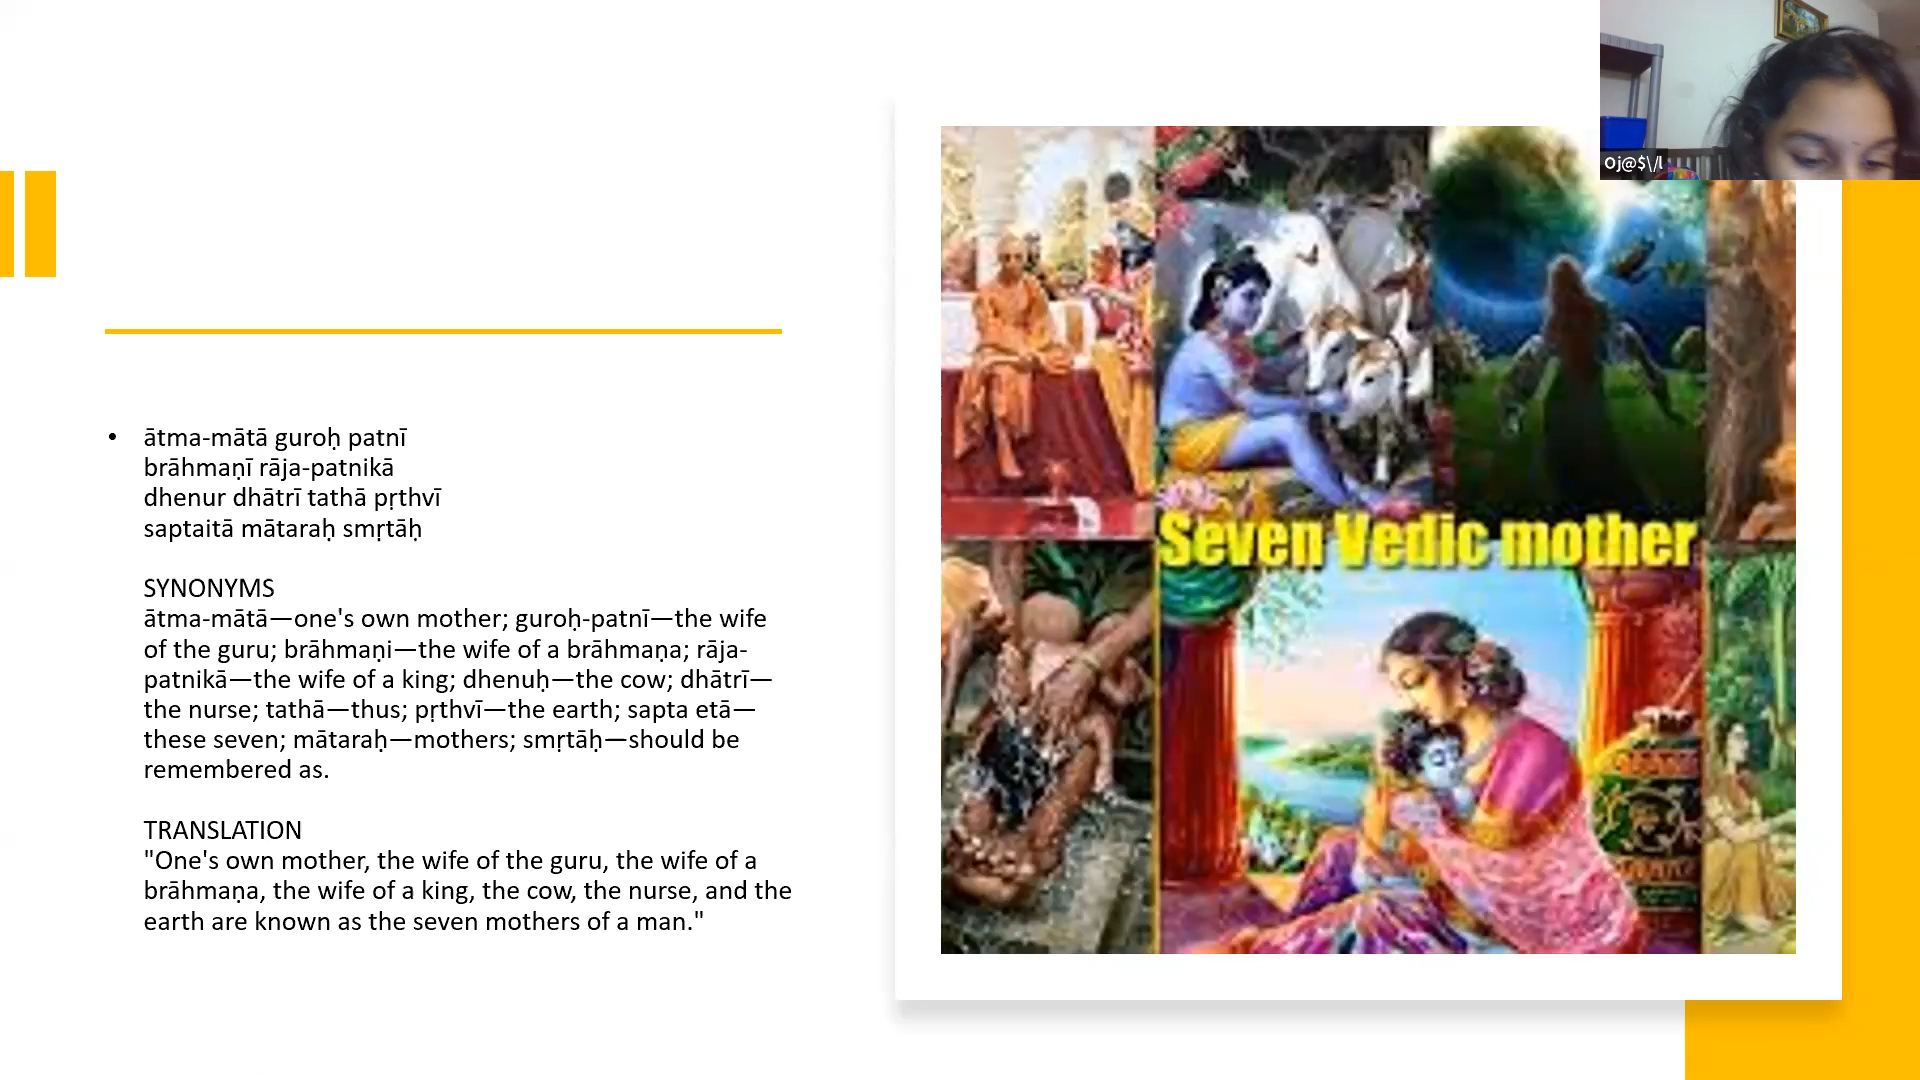 Oj@$\/l
• ātma-mātā guroḥ patnī
brāhmaṇī rāja-patnikā
dhenur dhātrī tathā pṛthvī
saptaitā mātaraḥ smṛtāḥ
SYNONYMS
ātma-mātā—one's own mother; guroḥ-patnī—the wife
of the guru; brāhmaṇi—the wife of a brāhmaṇa; rāja-
patnikā—the wife of a king; dhenuḥ—the cow; dhātrī—
the nurse; tathā—thus; pṛthvī—the earth; sapta etā—
these seven; mātaraḥ—mothers; smṛtāḥ—should be
remembered as.
TRANSLATION
"One's own mother, the wife of the guru, the wife of a
brāhmaṇa, the wife of a king, the cow, the nurse, and the
earth are known as the seven mothers of a man."
Seven Vedic mother